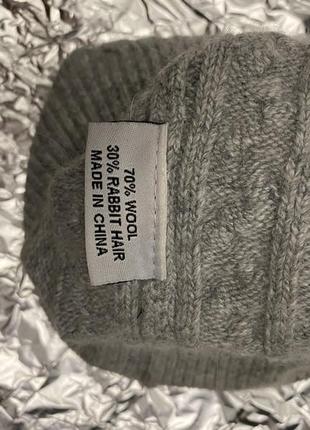 70% WOOL
30% RABBIT HAIR
MADE IN CHINA